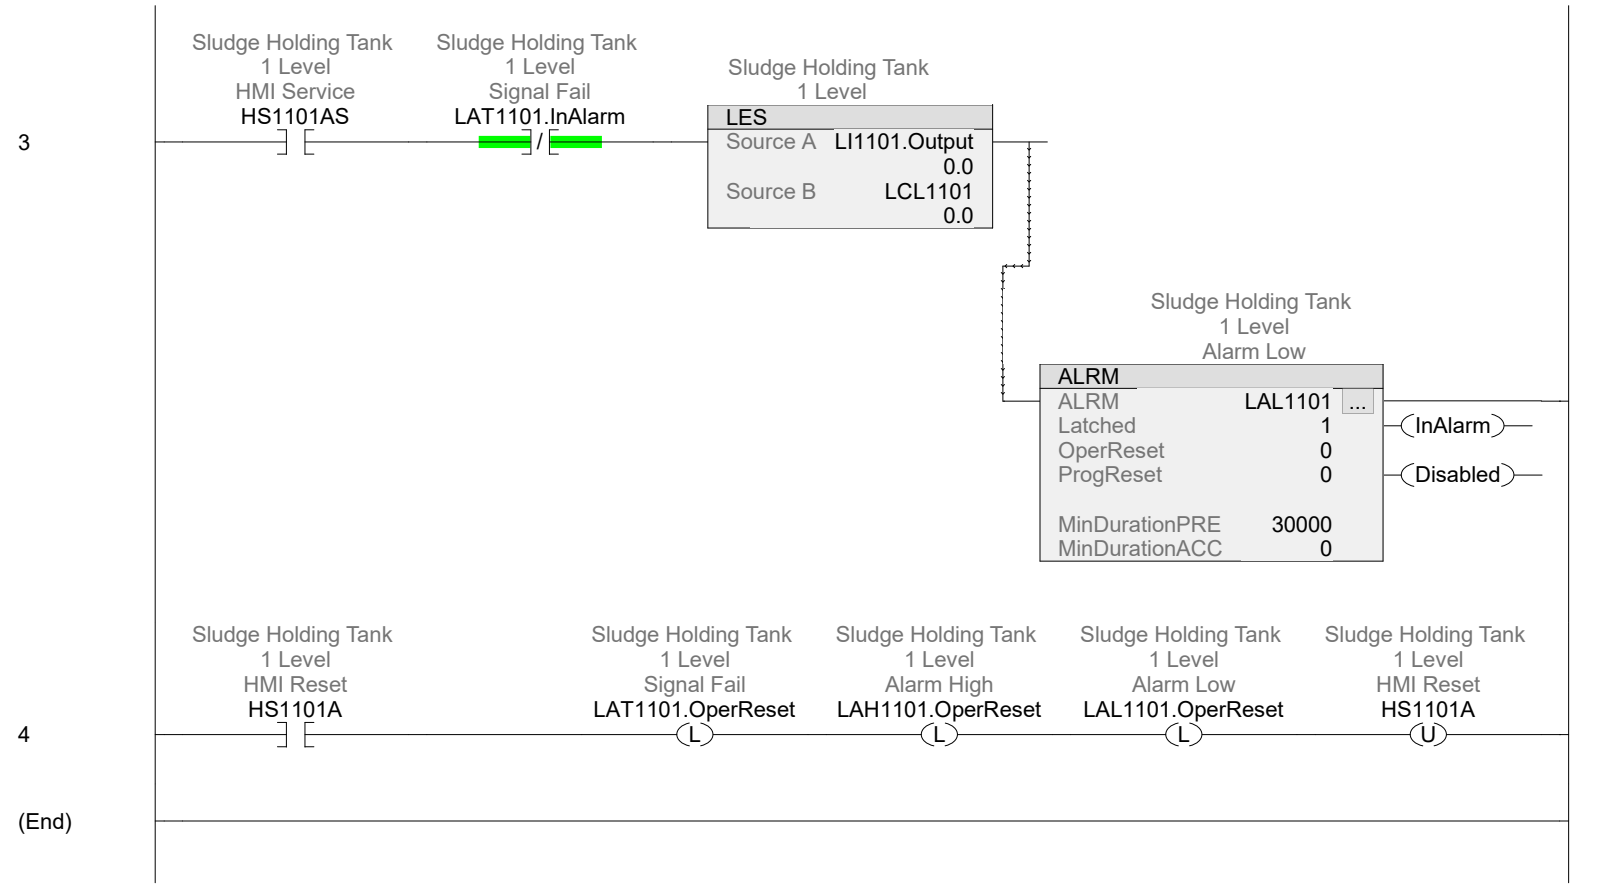 Sludge Holding Tank
1 Level
HMI Service
HS1101AS
Sludge Holding Tank
1 Level
Signal Fail
LAT1101.InAlarm
Sludge Holding Tank
1 Level
3
/
LES
Source A LI1101.Output
0.0
Source B LCL1101
0.0
Sludge Holding Tank
1 Level
Alarm Low
ALRM
ALRM LAL1101 ...
Latched 1
OperReset 0
ProgReset 0
MinDurationPRE 30000
MinDurationACC 0
InAlarm
Disabled
Sludge Holding Tank
1 Level
HMI Reset
HS1101A
Sludge Holding Tank
1 Level
Signal Fail
LAT1101.OperReset
L
Sludge Holding Tank
1 Level
Alarm High
LAH1101.OperReset
L
Sludge Holding Tank
1 Level
Alarm Low
LAL1101.OperReset
L
Sludge Holding Tank
1 Level
HMI Reset
HS1101A
U
4
(End)